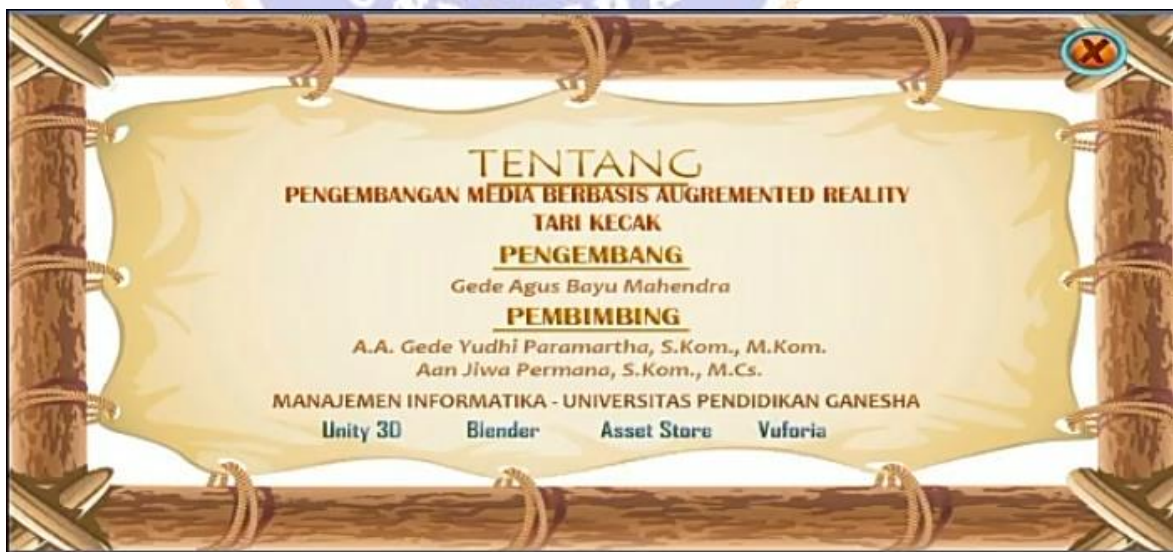 X
TENTANG
PENGEMBANGAN MEDIA BERBASIS AUGREMENTED REALITY
TARI KECAK
PENGEMBANG
Gede Agus Bayu Mahendra
PEMBIMBING
A.A. Gede Yudhi Paramartha, S.Kom., M.Kom.
Aan Jiwa Permana, S.Kom., M.Cs.
MANAJEMEN INFORMATIKA - UNIVERSITAS PENDIDIKAN GANESHA
Unity 3D Blender Asset Store Vuforia